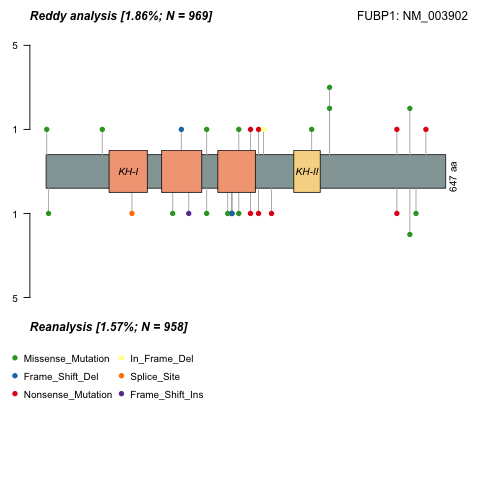 Reddy analysis [1.86%; N = 969]
FUBP1: NM_003902
5
1
KH-I
KH-II
647 aa
1
5
Reanalysis [1.57%; N = 958]
Missense_Mutation
In_Frame_Del
Frame_Shift_Del
Splice_Site
Nonsense_Mutation
Frame_Shift_Ins